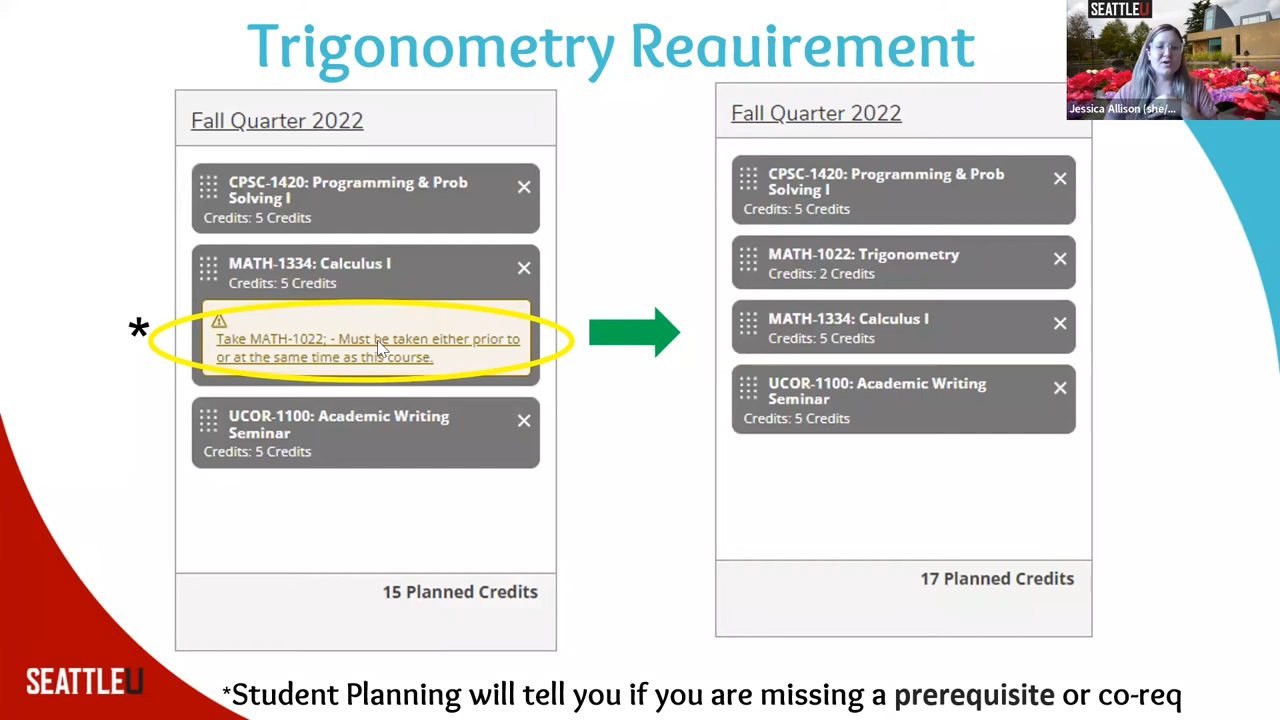 Trigonometry Requirement
SEATTLEU
Jessica Allison (she/...
Fall Quarter 2022
CPSC-1420: Programming & Prob
Solving I
Credits: 5 Credits
MATH-1334: Calculus I
Credits: 5 Credits
*
Take MATH-1022; - Must be taken either prior to
or at the same time as this course.
UCOR-1100: Academic Writing
Seminar
Credits: 5 Credits
15 Planned Credits
Fall Quarter 2022
CPSC-1420: Programming & Prob
Solving I
Credits: 5 Credits
MATH-1022: Trigonometry
Credits: 2 Credits
MATH-1334: Calculus I
Credits: 5 Credits
UCOR-1100: Academic Writing
Seminar
Credits: 5 Credits
17 Planned Credits
SEATTLEU
*Student Planning will tell you if you are missing a prerequisite or co-req